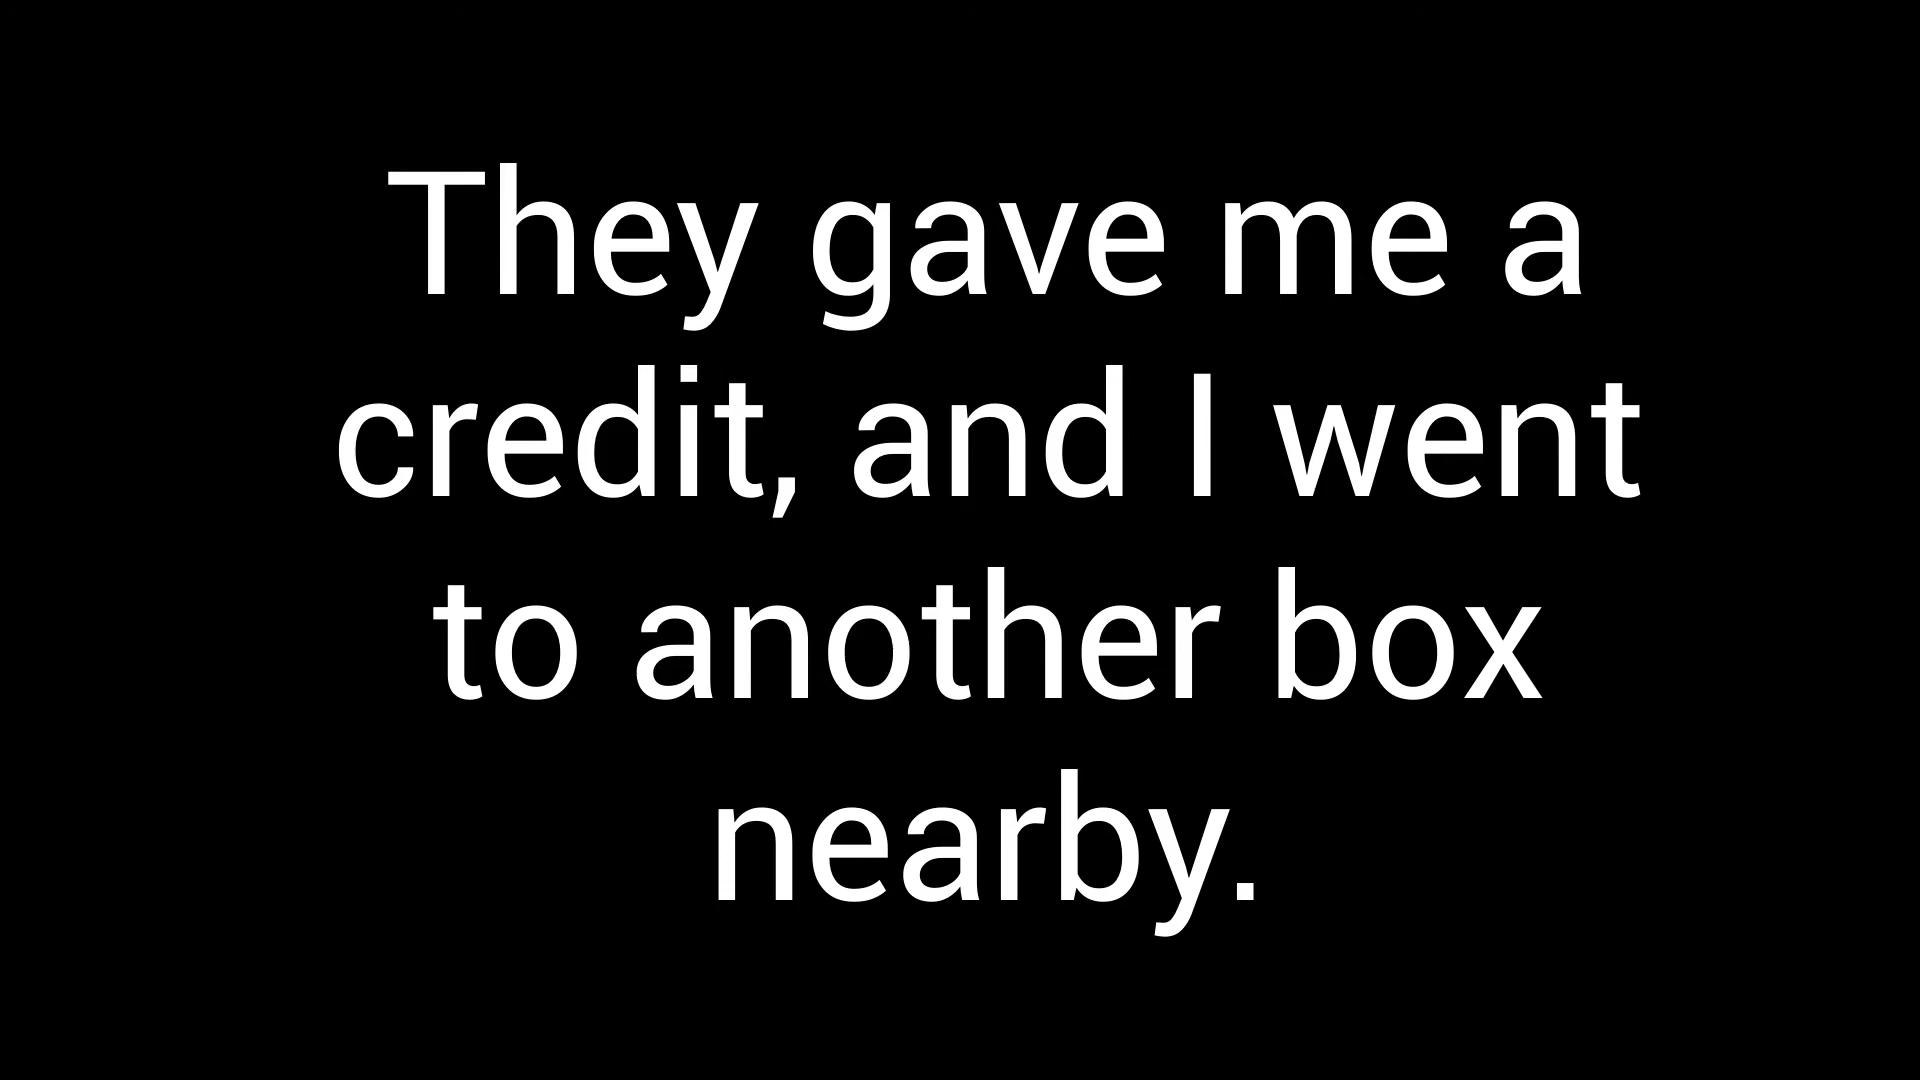 They gave me a
credit, and I went
to another box
nearby.